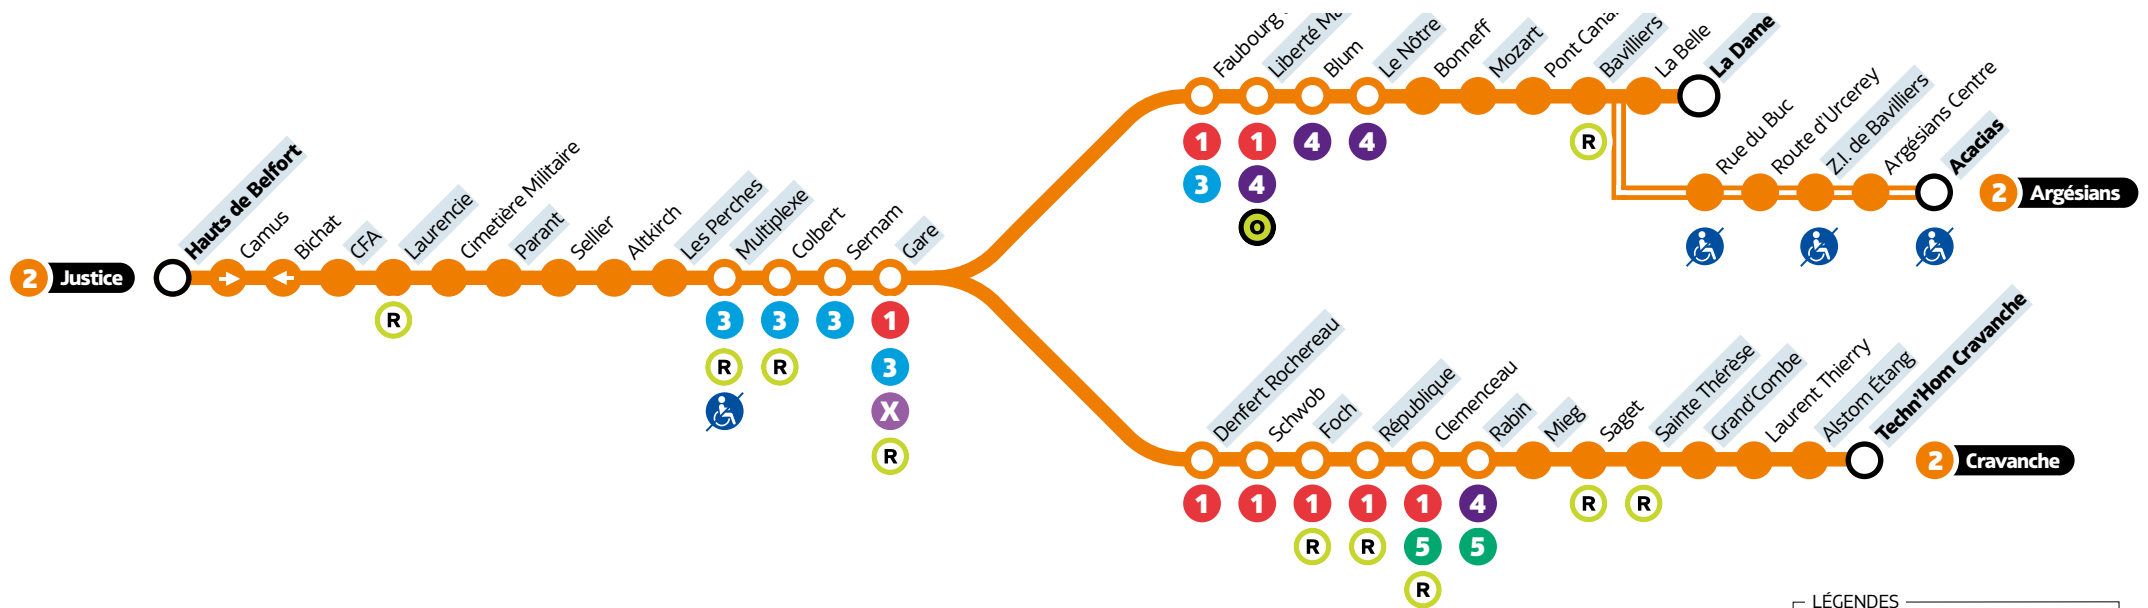 2 Justice
Hauts de Belfort
Camus
Bichat
CFA
Laurencie
R
Cimetière Militaire
Parant
Sellier
Altkirch
Les Perches
Multiplexe
3
R
Colbert
3
R
Sernam
3
Gare
1
3
X
R
Faubourg
1
3
Liberté
1
4
O
Blum
4
Le Nôtre
4
Bonneff
Mozart
Pont
Bavilliers
R
La Belle
La Dame
Rue du Buc
Route d'Urcerey
Z.I. de Bavilliers
Argésians Centre
Acacias
2 Argésians
Denfert Rochereau
1
Schwob
1
Foch
1
R
République
1
R
Clemenceau
1
5
R
Rabin
4
5
Mieg
Saget
R
Sainte Thérèse
R
Grand'Combe
Laurent Thierry
Alstom Étang
Techn'Hom Cravanche
2 Cravanche
LÉGENDES